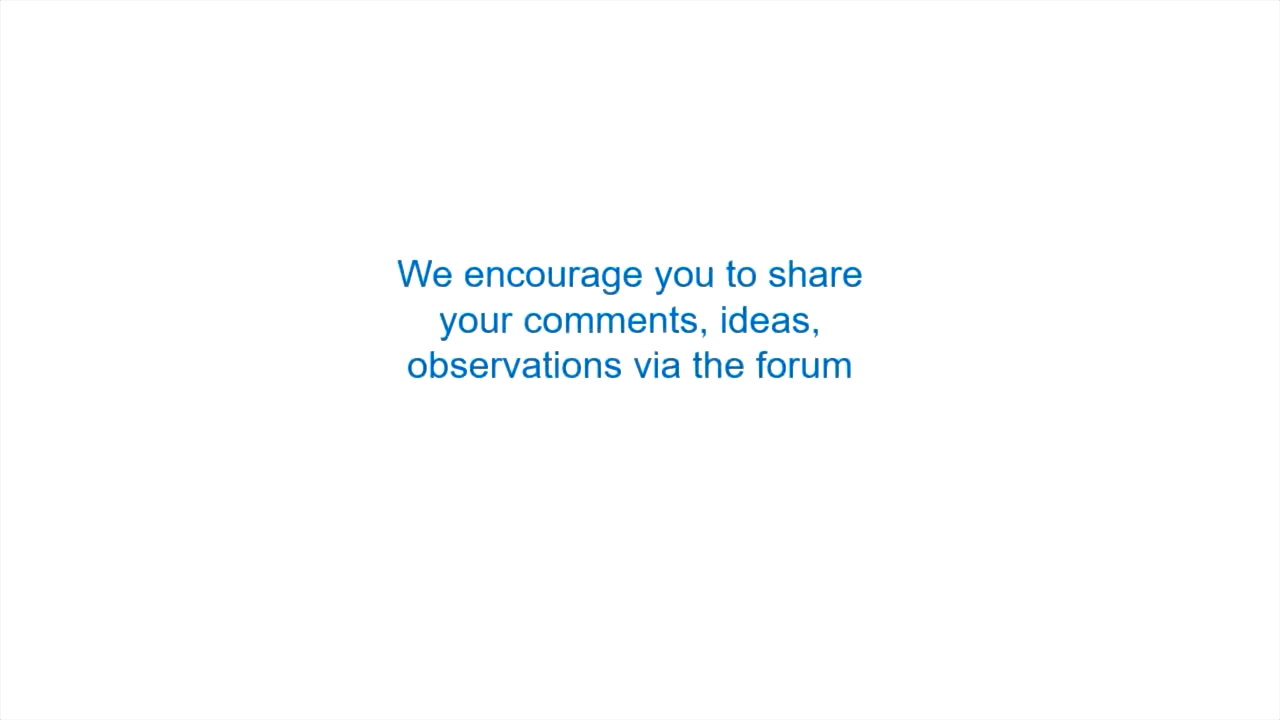 We encourage you to share
your comments, ideas,
observations via the forum